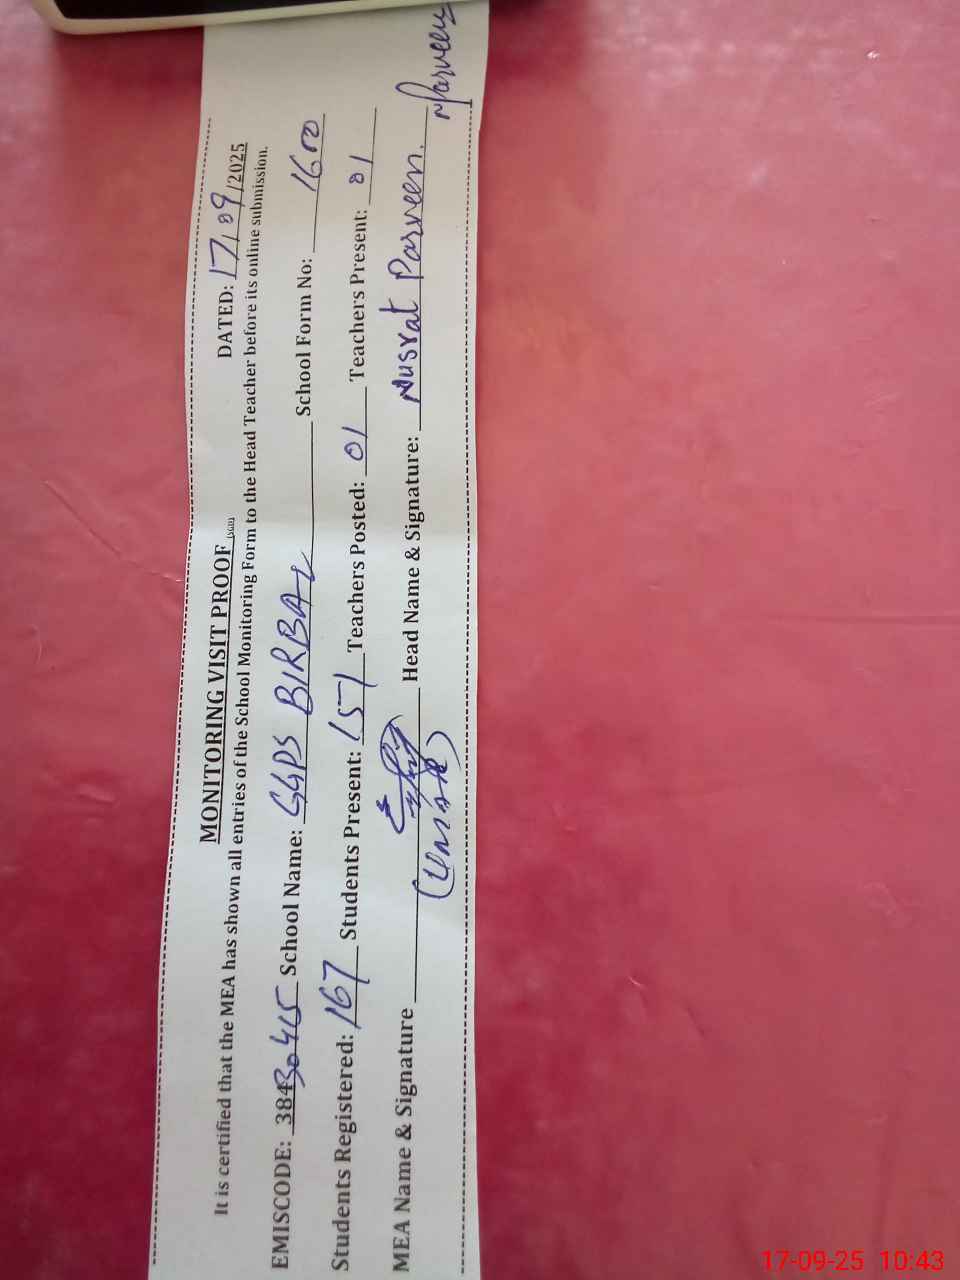 MONITORING VISIT PROOF DATED: 17/09/2025
It is certified that the MEA has shown all entries of the School Monitoring Form to the Head Teacher before its online submission.
EMISCODE: 38430415 School Name: GGPS BIRBAL School Form No: 1600
Students Registered: 167 Students Present: 157 Teachers Posted: 01 Teachers Present: 01
MEA Name & Signature Head Name & Signature: Nusrat Parveen. Parveen
17-09-25 10:43